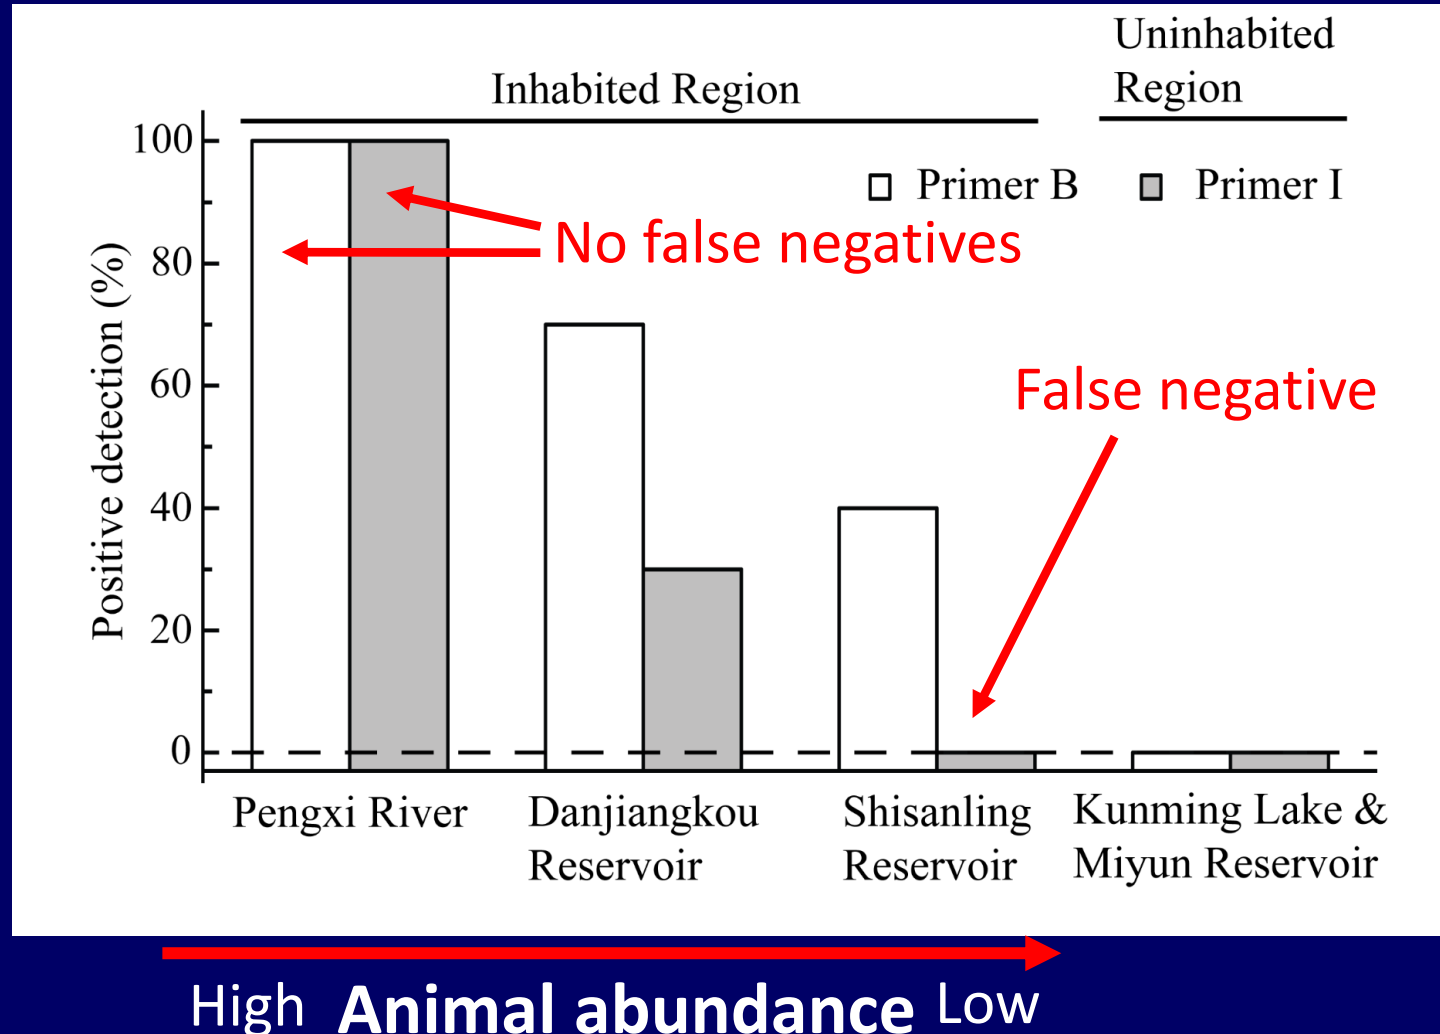 Uninhabited
Region
Inhabited Region
Primer B
Primer I
No false negatives
False negative
Positive detection (%)
100
80
60
40
20
0
Pengxi River
Danjiangkou
Reservoir
Shisanling
Reservoir
Kunming Lake &
Miyun Reservoir
High Animal abundance Low